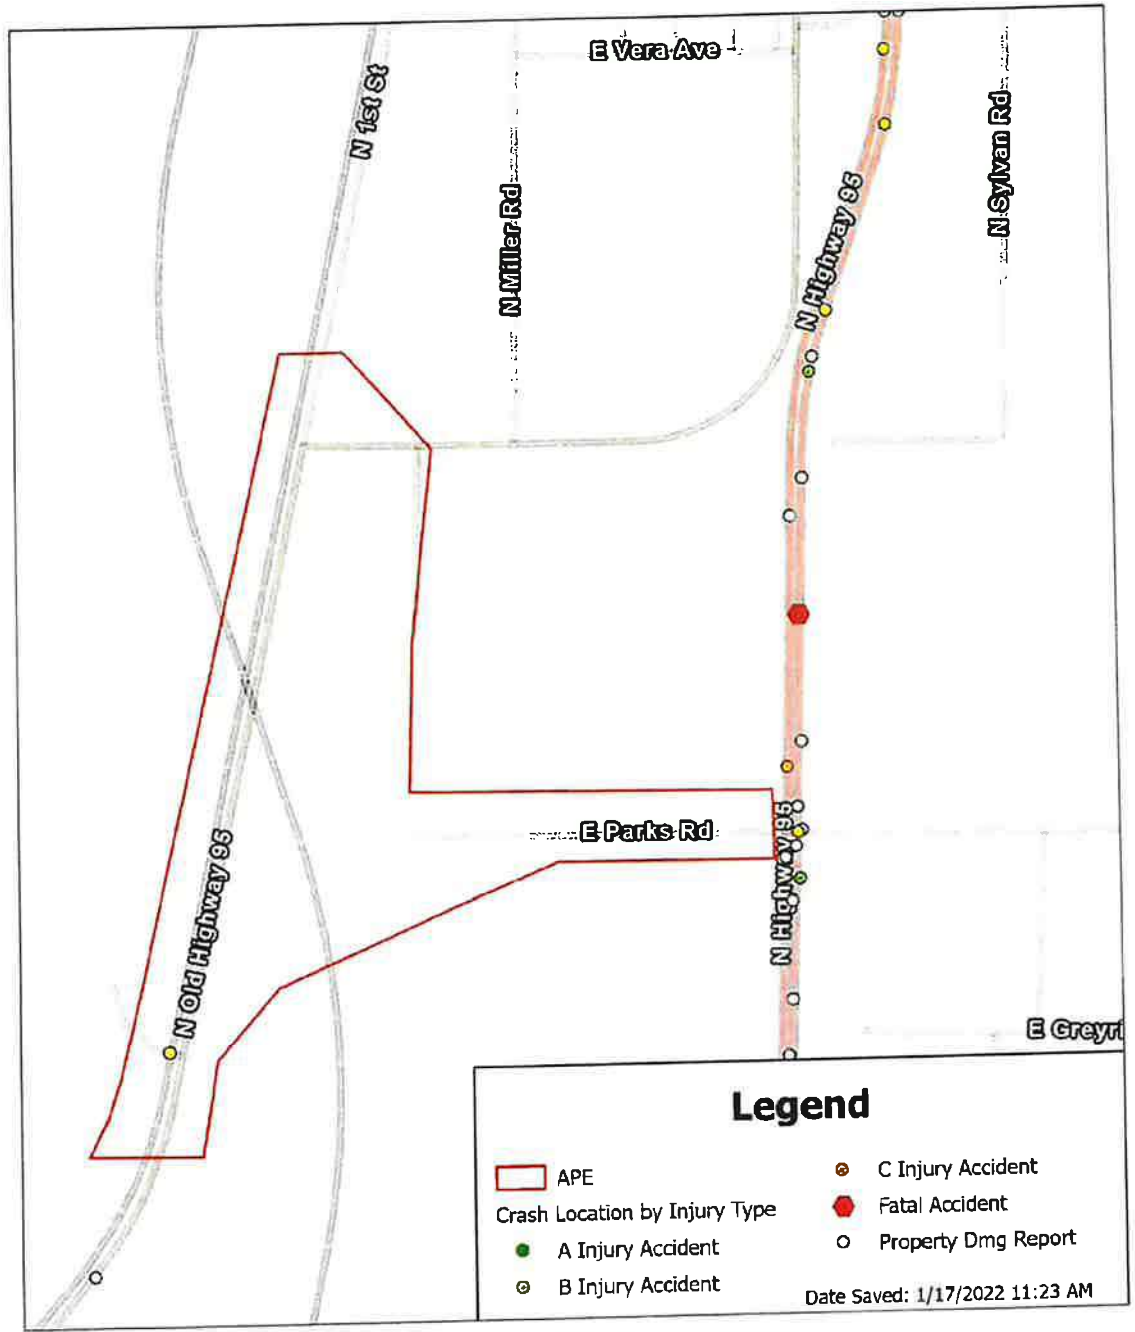 E Vera Ave
N 1st St
N Miller Rd
N Sylvan Rd
N Highway 95
E Parks Rd
N Highway 95
N Old Highway 95
E Greyri
Legend
APE
Crash Location by Injury Type
A Injury Accident
B Injury Accident
C Injury Accident
Fatal Accident
Property Dmg Report
Date Saved: 1/17/2022 11:23 AM